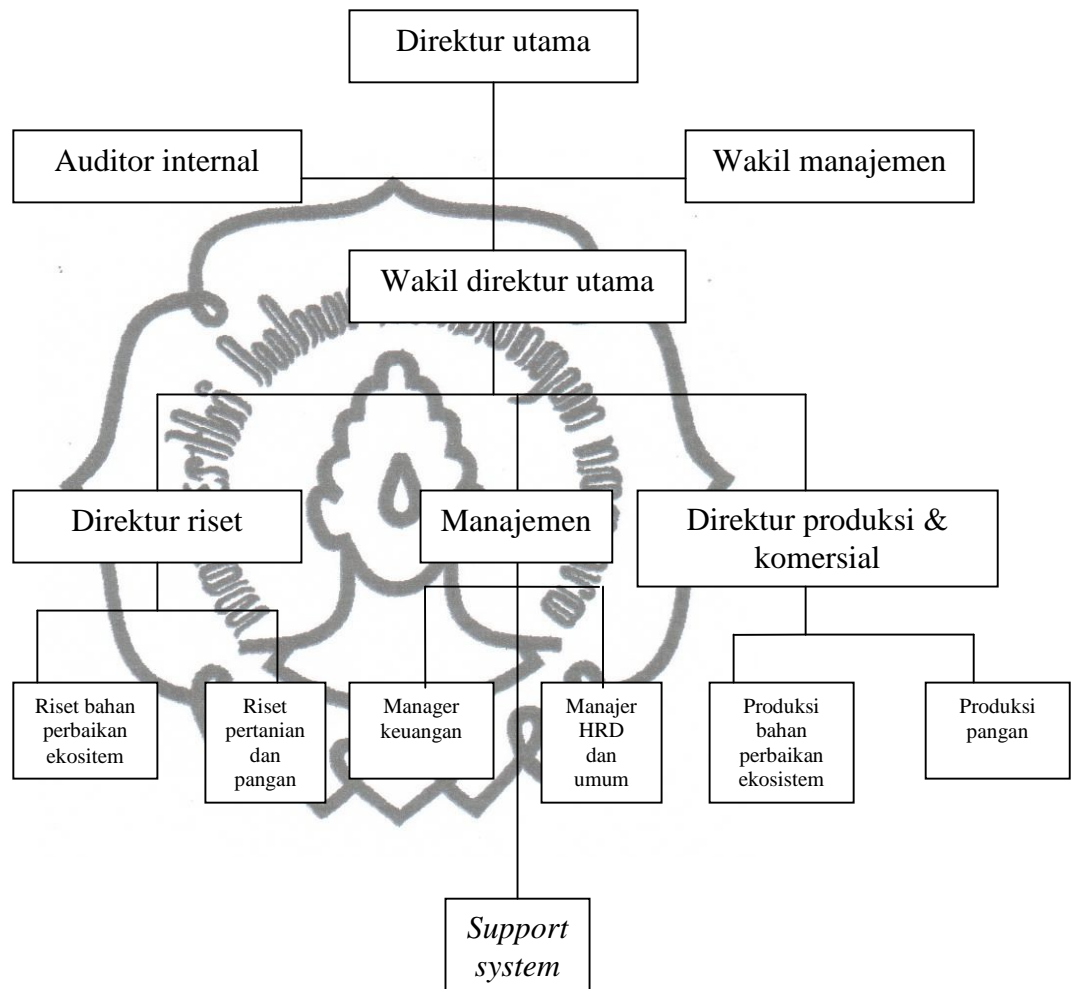 Direktur utama
Auditor internal
Wakil manajemen
Wakil direktur utama
Direktur riset
Manajemen
Direktur produksi &
komersial
Riset bahan
perbaikan
ekositem
Riset
pertanian
dan
pangan
Manager
keuangan
Manajer
HRD
dan
umum
Produksi
bahan
perbaikan
ekosistem
Produksi
pangan
Support
system